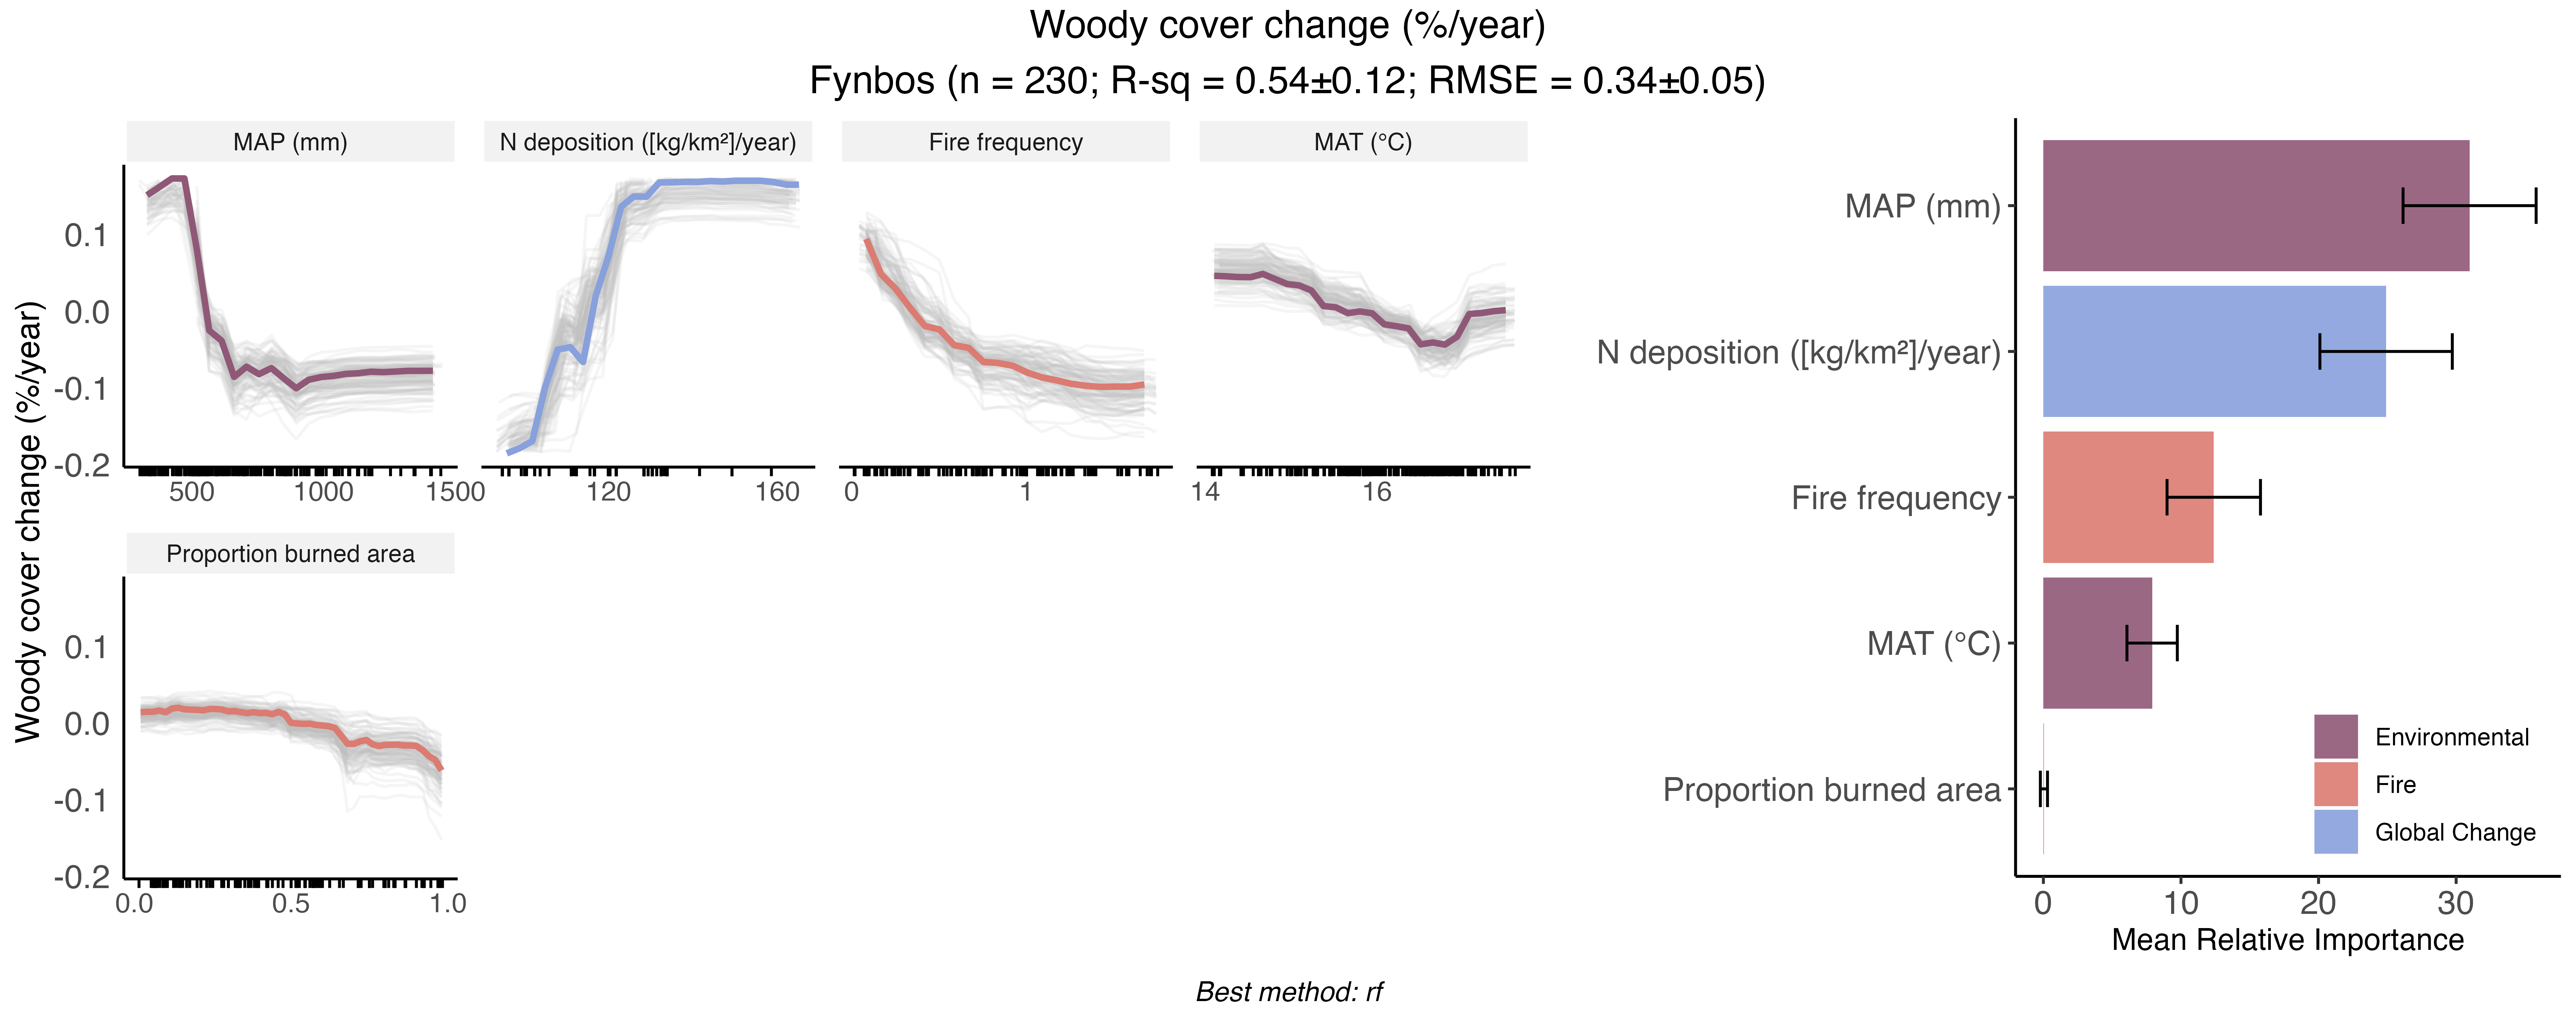 Woody cover change (%/year)
Fynbos (n = 230; R-sq = 0.54±0.12; RMSE = 0.34±0.05)
MAP (mm)
N deposition ([kg/km²]/year)
Fire frequency
MAT (°C)
Woody cover change (%/year)
0.1
0.0
-0.1
-0.2
500 1000 1500
120 160
0 1
14 16
Proportion burned area
0.1
0.0
-0.1
-0.2
0.0 0.5 1.0
MAP (mm)
N deposition ([kg/km²]/year)
Fire frequency
MAT (°C)
Proportion burned area
Environmental
Fire
Global Change
0 10 20 30
Mean Relative Importance
Best method: rf